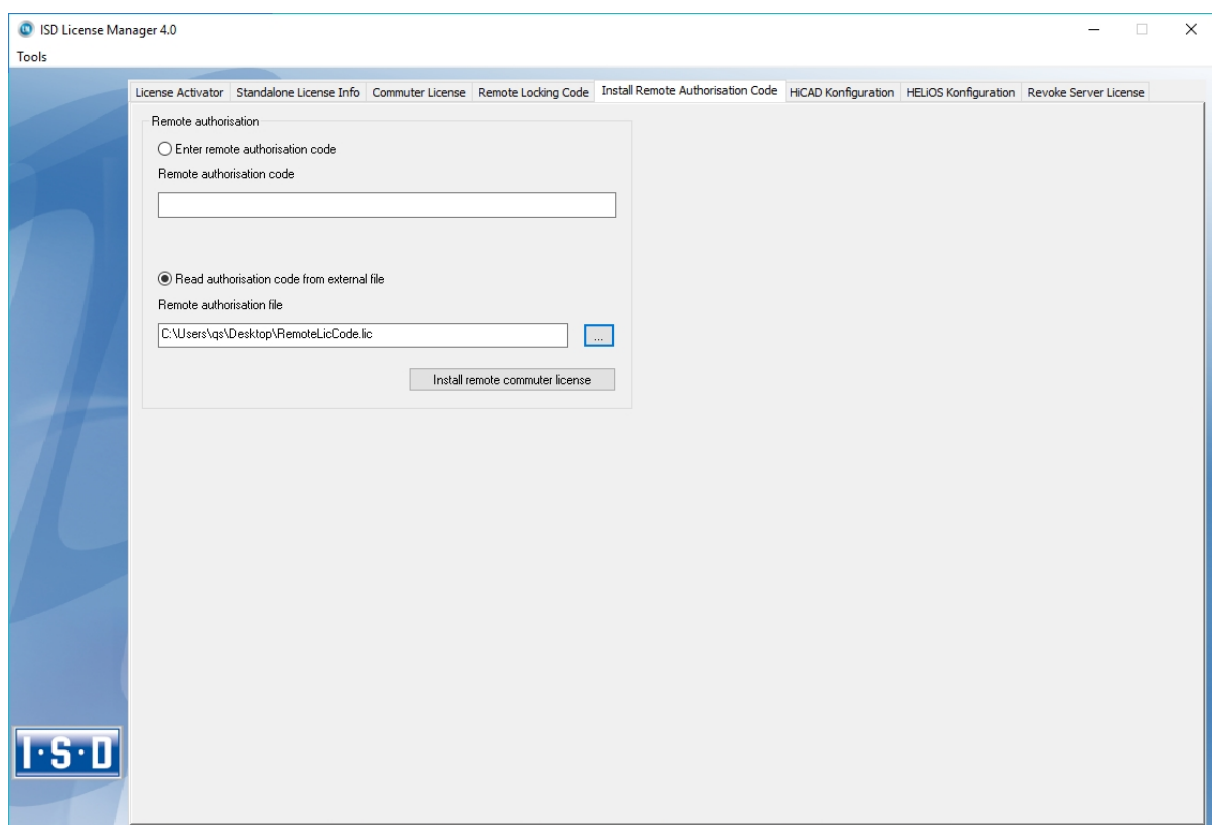 ISD License Manager 4.0
Tools
License Activator Standalone License Info Commuter License Remote Locking Code Install Remote Authorisation Code HiCAD Konfiguration HELiOS Konfiguration Revoke Server License
Remote authorisation
Enter remote authorisation code
Remote authorisation code
Read authorisation code from external file
Remote authorisation file
C:\Users\qs\Desktop\RemoteLicCode.lic
...
Install remote commuter license
I·S·D